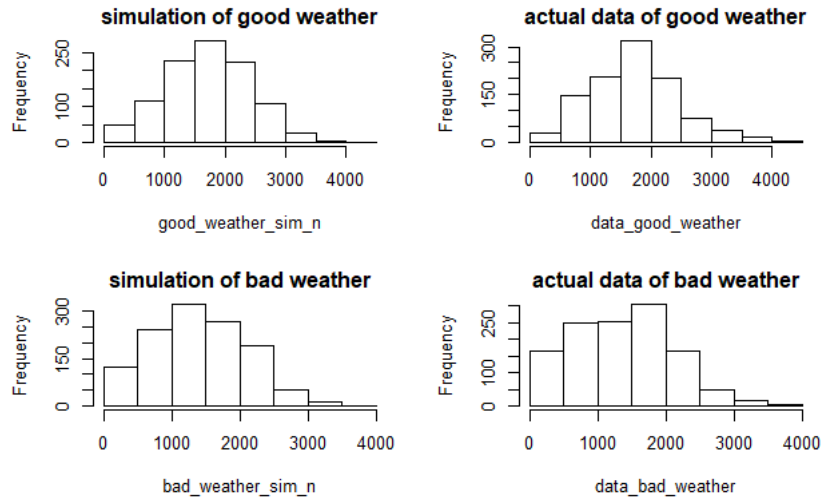 simulation of good weather
Frequency
0 100 250
0 1000 2000 3000 4000
good_weather_sim_n
actual data of good weather
Frequency
0 150 300
0 1000 2000 3000 4000
data_good_weather
simulation of bad weather
Frequency
0 150 300
0 1000 2000 3000 4000
bad_weather_sim_n
actual data of bad weather
Frequency
0 100 250
0 1000 2000 3000 4000
data_bad_weather